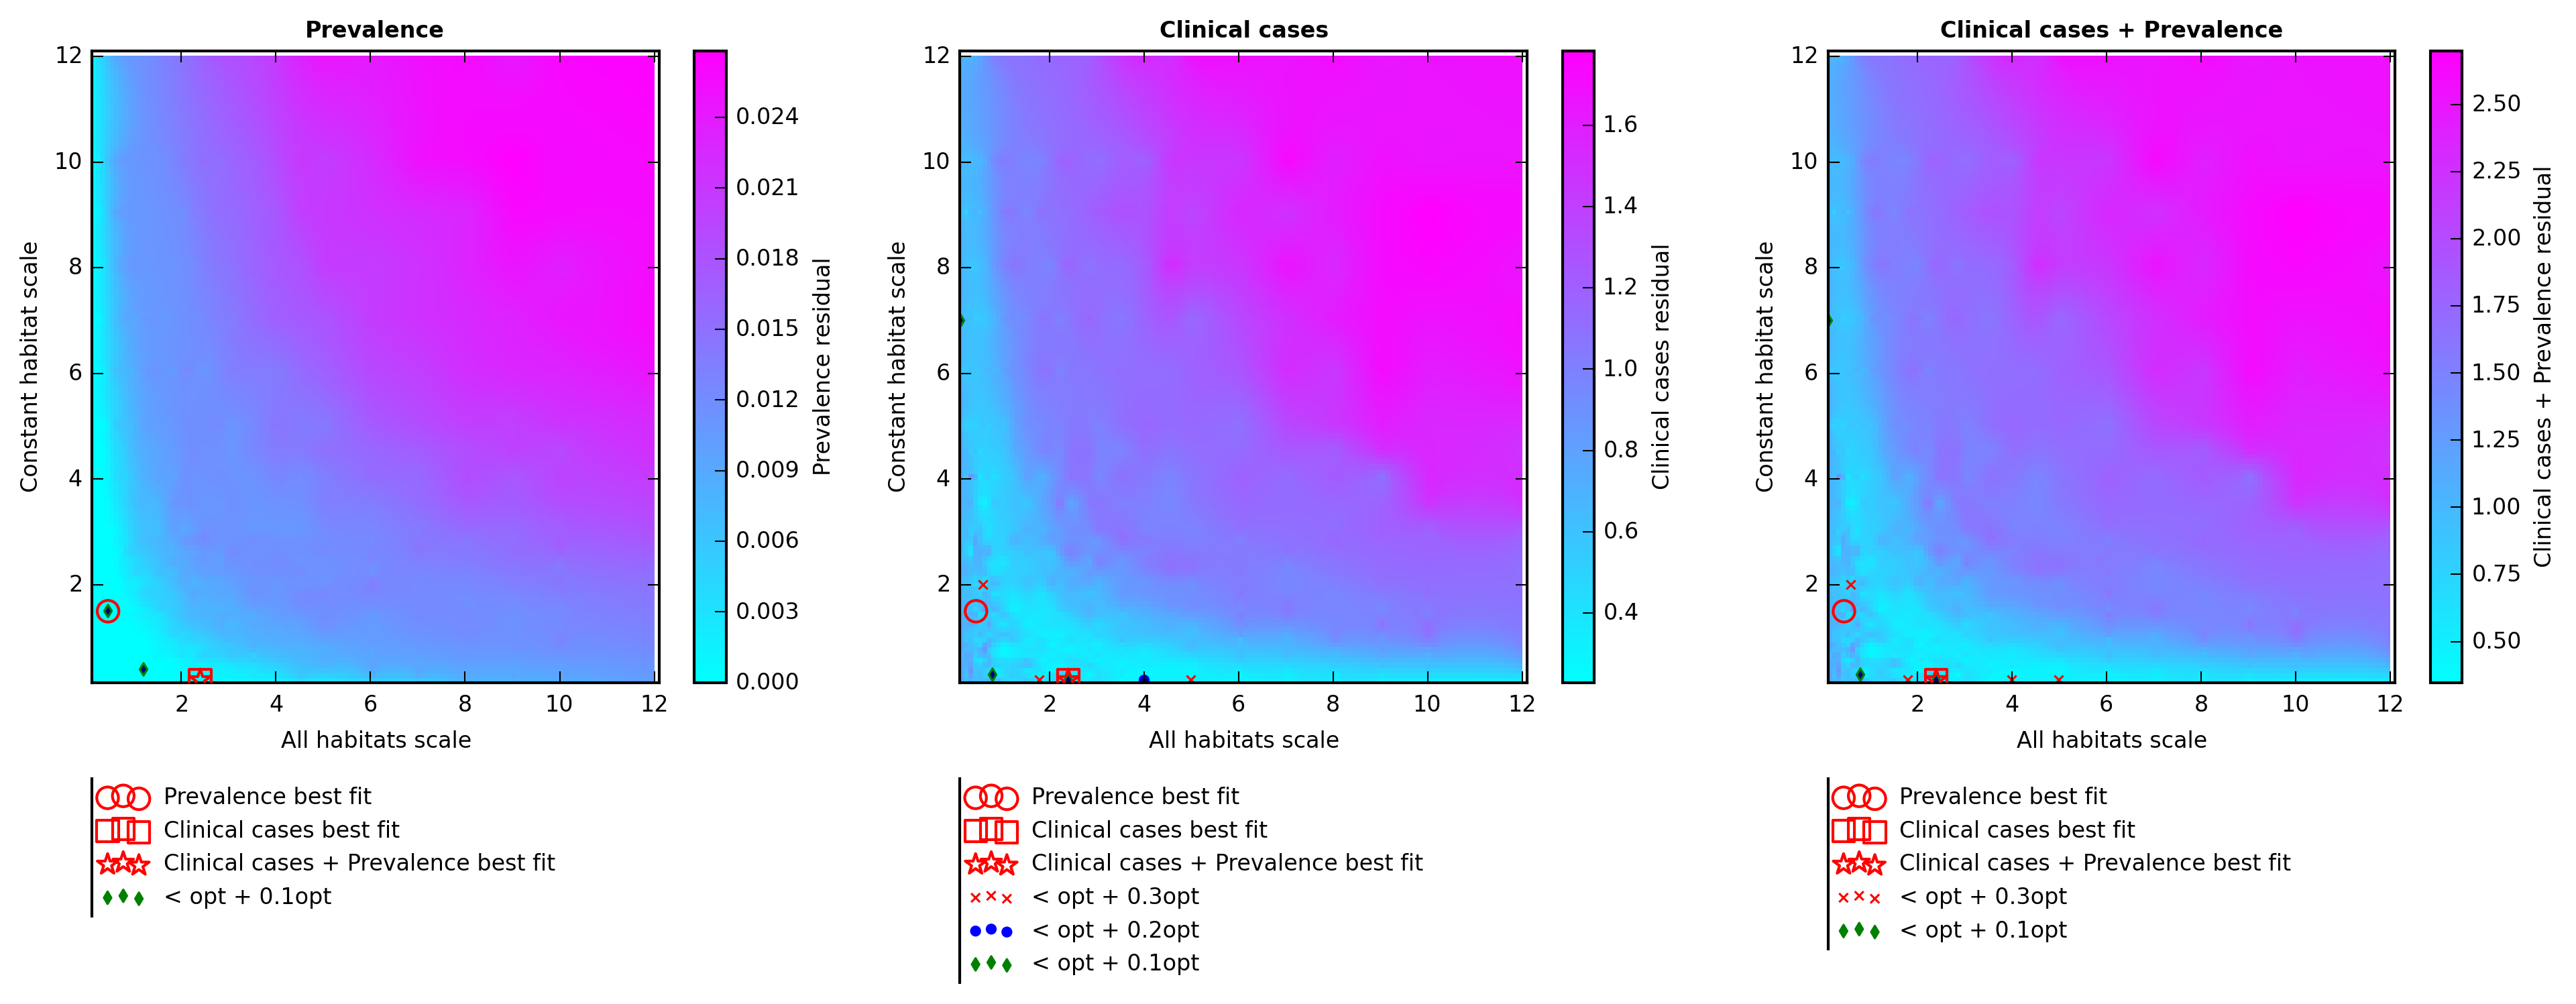 Prevalence
12
10
8
6
4
2
2 4 6 8 10 12
Constant habitat scale
All habitats scale
0.024
0.021
0.018
0.015
0.012
0.009
0.006
0.003
0.000
Prevalence residual
Prevalence best fit
Clinical cases best fit
Clinical cases + Prevalence best fit
< opt + 0.1opt
Clinical cases
12
10
8
6
4
2
2 4 6 8 10 12
Constant habitat scale
All habitats scale
1.6
1.4
1.2
1.0
0.8
0.6
0.4
Clinical cases residual
Prevalence best fit
Clinical cases best fit
Clinical cases + Prevalence best fit
< opt + 0.3opt
< opt + 0.2opt
< opt + 0.1opt
Clinical cases + Prevalence
12
10
8
6
4
2
2 4 6 8 10 12
Constant habitat scale
All habitats scale
2.50
2.25
2.00
1.75
1.50
1.25
1.00
0.75
0.50
Clinical cases + Prevalence residual
Prevalence best fit
Clinical cases best fit
Clinical cases + Prevalence best fit
< opt + 0.3opt
< opt + 0.1opt